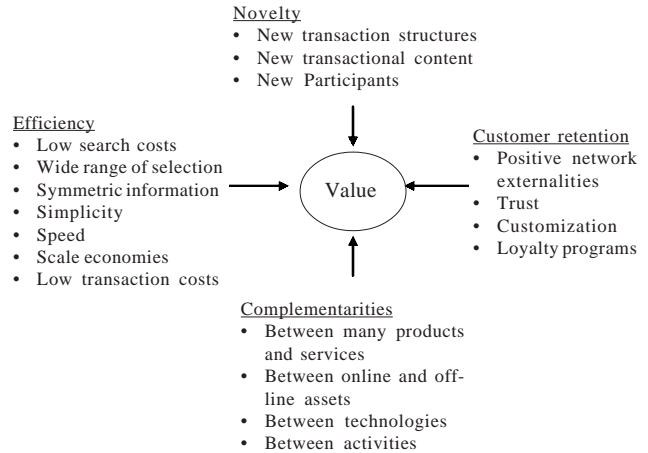 Novelty
• New transaction structures
• New transactional content
• New Participants
Efficiency
• Low search costs
• Wide range of selection
• Symmetric information
• Simplicity
• Speed
• Scale economies
• Low transaction costs
Value
Customer retention
• Positive network
externalities
• Trust
• Customization
• Loyalty programs
Complementarities
• Between many products
and services
• Between online and off-
line assets
• Between technologies
• Between activities